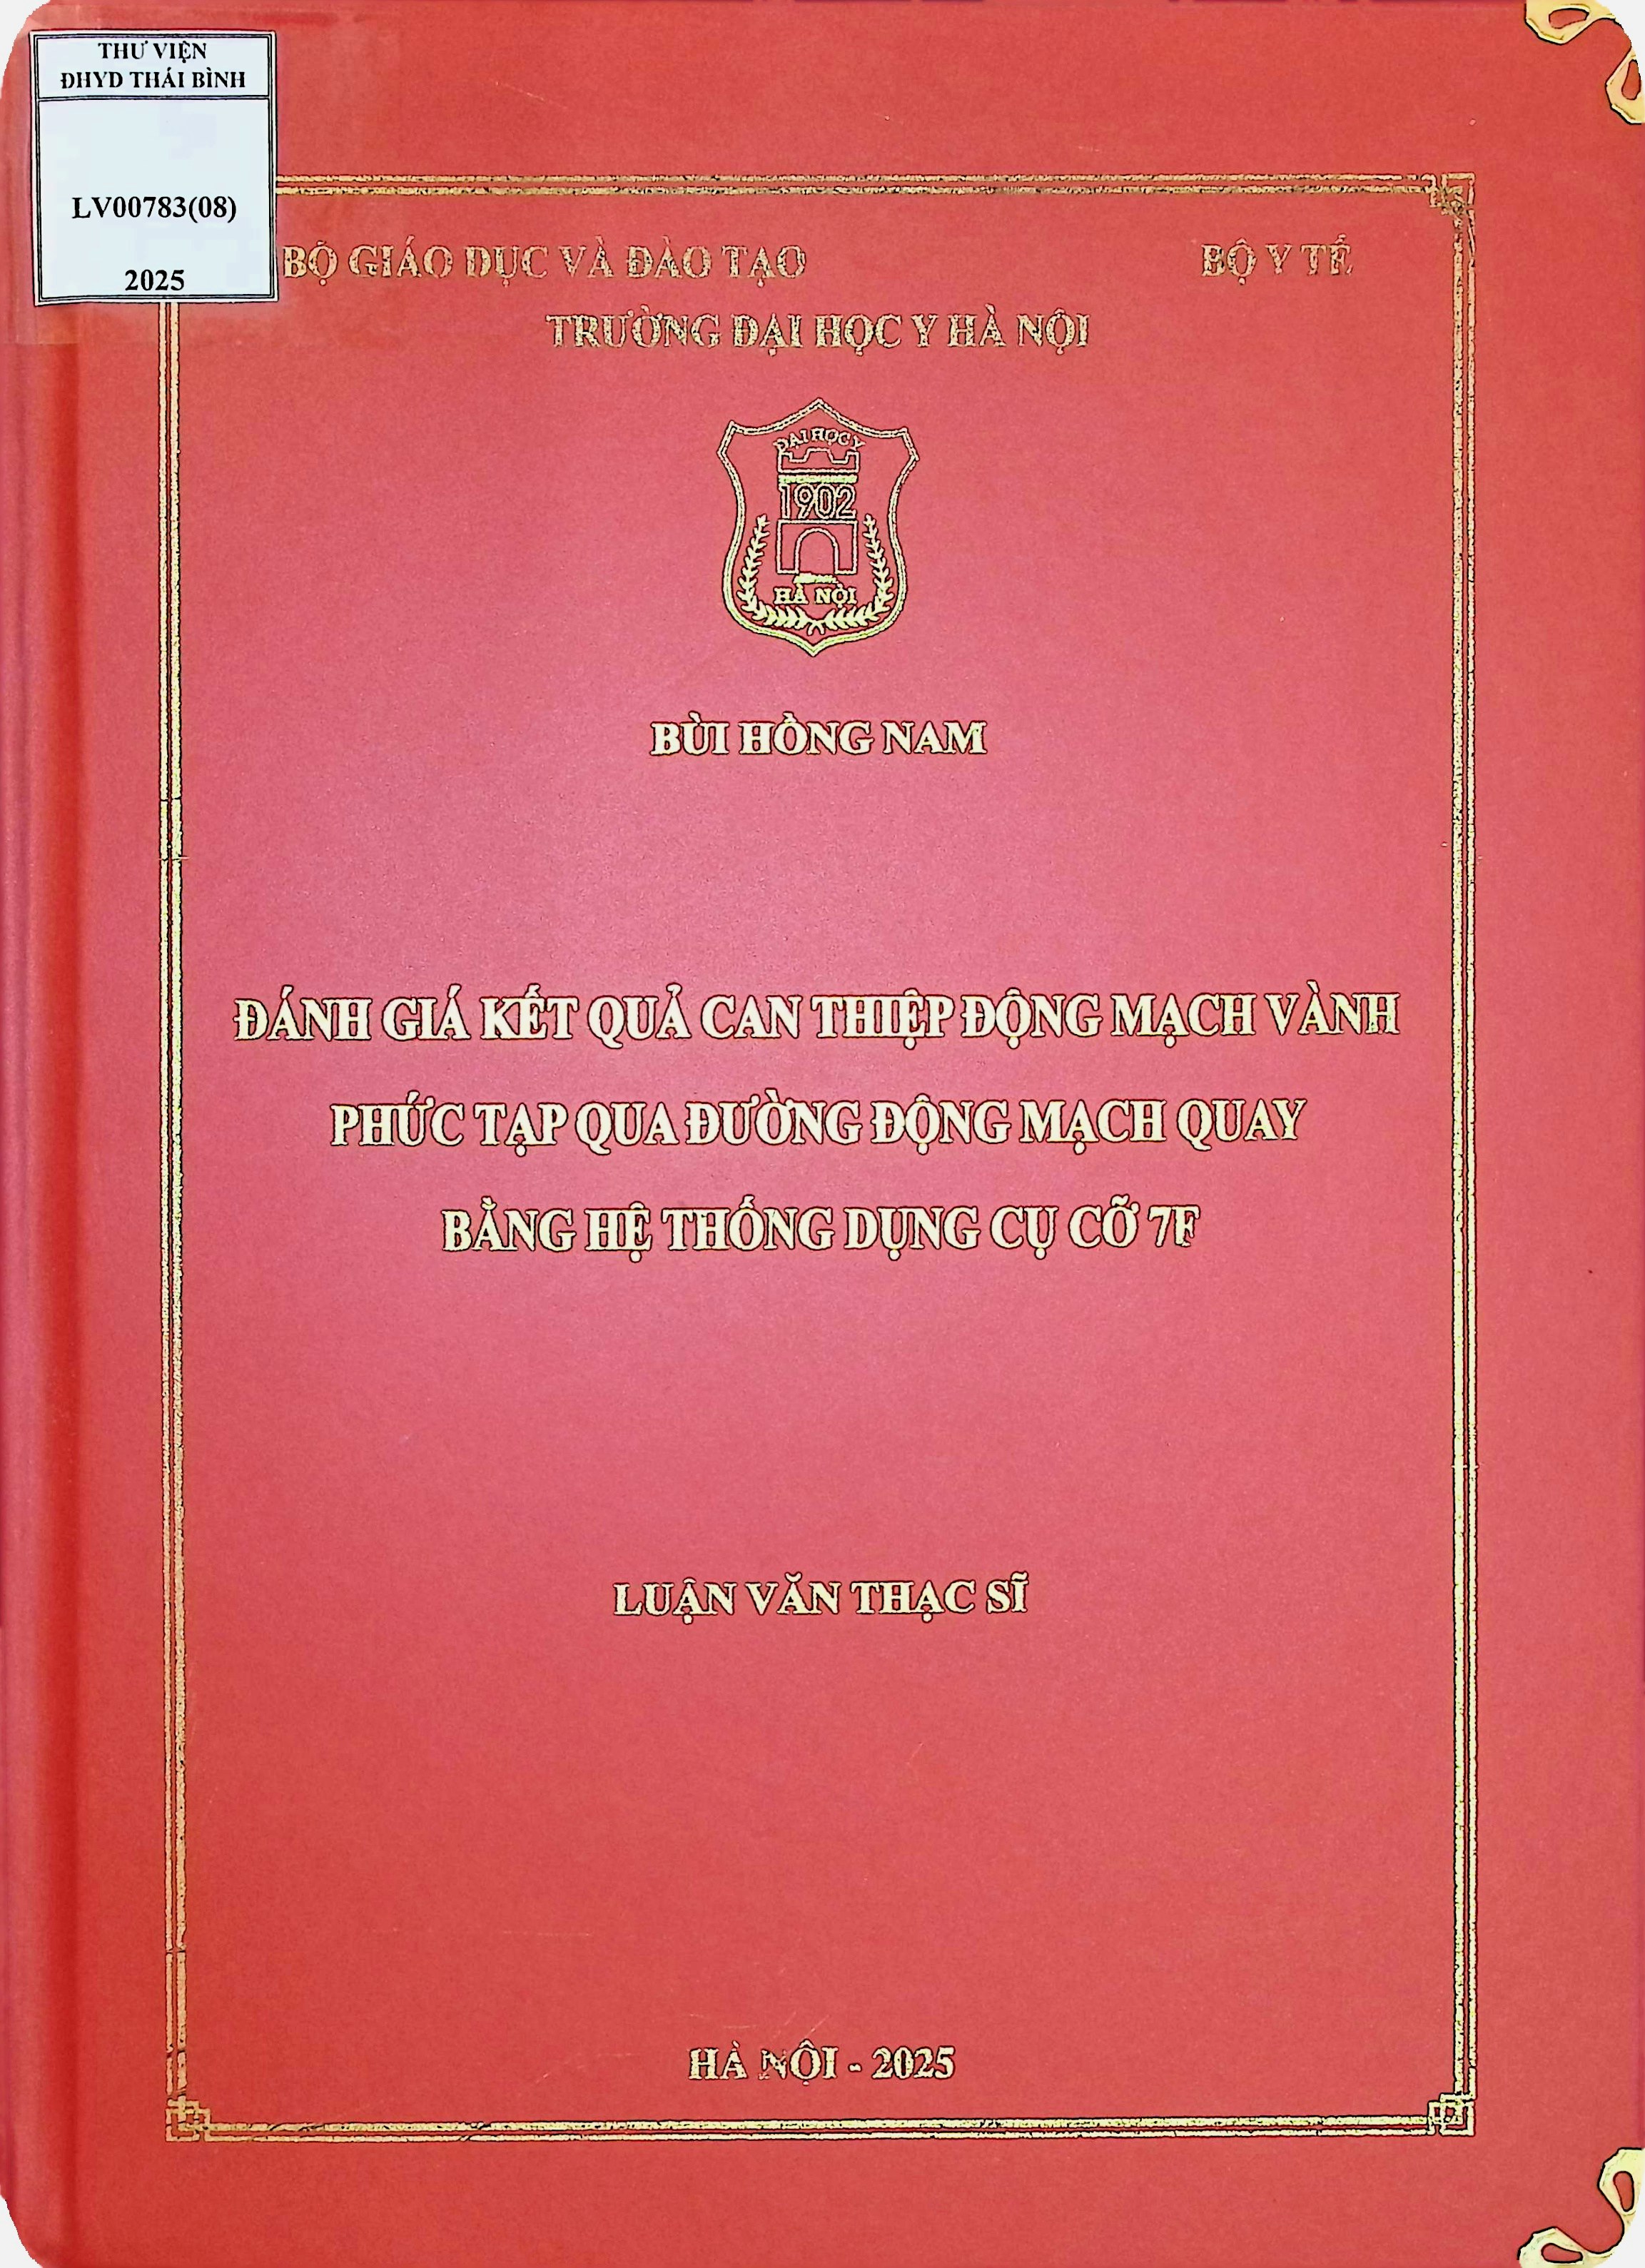 THƯ VIỆN
ĐHYD THÁI BÌNH
LV00783(08)
2025
BỘ GIÁO DỤC VÀ ĐÀO TẠO BỘ Y TẾ
TRƯỜNG ĐẠI HỌC Y HÀ NỘI
ĐẠI HỌC Y
1902
HÀ NỘI
BÙI HỒNG NAM
ĐÁNH GIÁ KẾT QUẢ CAN THIỆP ĐỘNG MẠCH VÀNH
PHỨC TẠP QUA ĐƯỜNG ĐỘNG MẠCH QUAY
BẰNG HỆ THỐNG DỤNG CỤ CỠ 7F
LUẬN VĂN THẠC SĨ
HÀ NỘI - 2025